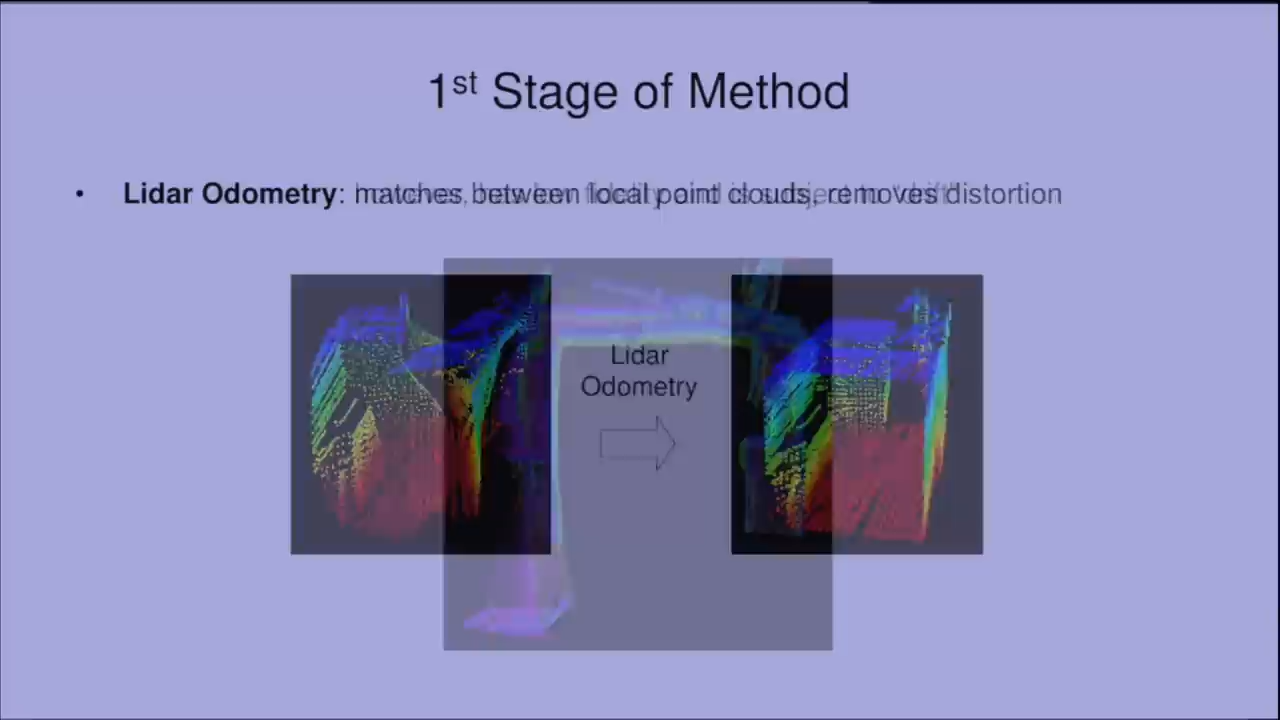 1st Stage of Method
• Lidar Odometry: matches between local point clouds, removes distortion
Lidar
Odometry